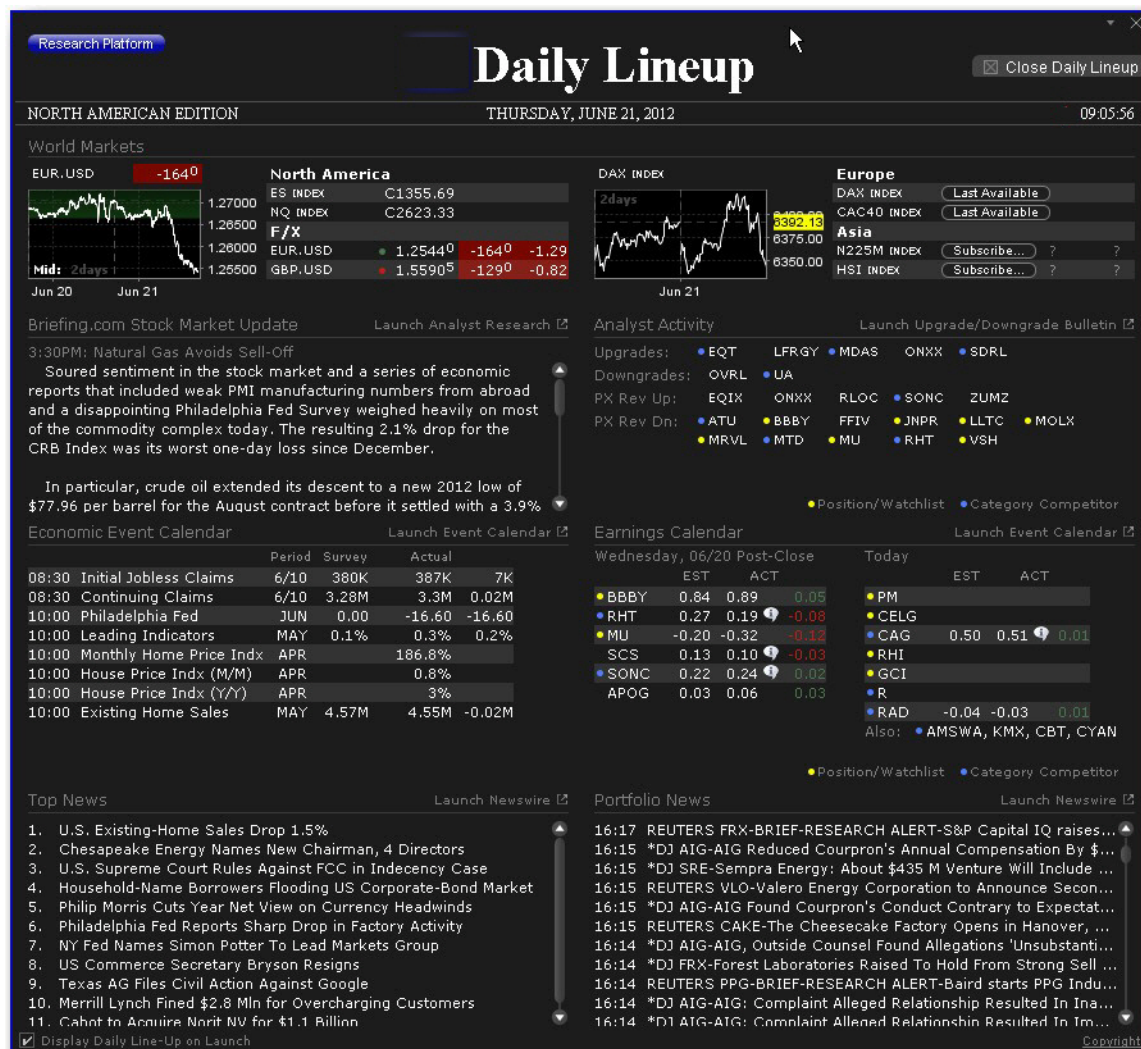 Research Platform
Daily Lineup
Close Daily Lineup
NORTH AMERICAN EDITION THURSDAY, JUNE 21, 2012 09:05:56
World Markets
EUR.USD -164⁰
1.27000
1.26500
1.26000
1.25500
Mid: 2days
Jun 20 Jun 21
North America
ES INDEX C1355.69
NQ INDEX C2623.33
F/X
EUR.USD 1.2544⁰ -164⁰ -1.29
GBP.USD 1.5590⁵ -129⁰ -0.82
DAX INDEX
2days
6392.13
6375.00
6350.00
Jun 21
Europe
DAX INDEX Last Available
CAC40 INDEX Last Available
Asia
N225M INDEX Subscribe... ? ?
HSI INDEX Subscribe... ? ?
Briefing.com Stock Market Update Launch Analyst Research
3:30PM: Natural Gas Avoids Sell-Off
Soured sentiment in the stock market and a series of economic
reports that included weak PMI manufacturing numbers from abroad
and a disappointing Philadelphia Fed Survey weighed heavily on most
of the commodity complex today. The resulting 2.1% drop for the
CRB Index was its worst one-day loss since December.
In particular, crude oil extended its descent to a new 2012 low of
$77.96 per barrel for the August contract before it settled with a 3.9%
Analyst Activity Launch Upgrade/Downgrade Bulletin
Upgrades: EQT LFRGY MDAS ONXX SDRL
Downgrades: OVRL UA
PX Rev Up: EQIX ONXX RLOC SONC ZUMZ
PX Rev Dn: ATU BBBY FFIV JNPR LLTC MOLX
MRVL MTD MU RHT VSH
Position/Watchlist Category Competitor
Economic Event Calendar Launch Event Calendar
Period Survey Actual
08:30 Initial Jobless Claims 6/10 380K 387K 7K
08:30 Continuing Claims 6/10 3.28M 3.3M 0.02M
10:00 Philadelphia Fed JUN 0.00 -16.60 -16.60
10:00 Leading Indicators MAY 0.1% 0.3% 0.2%
10:00 Monthly Home Price Indx APR 186.8%
10:00 House Price Indx (M/M) APR 0.8%
10:00 House Price Indx (Y/Y) APR 3%
10:00 Existing Home Sales MAY 4.57M 4.55M -0.02M
Earnings Calendar Launch Event Calendar
Wednesday, 06/20 Post-Close
EST ACT
BBBY 0.84 0.89 0.05
RHT 0.27 0.19 -0.08
MU -0.20 -0.32 -0.12
SCS 0.13 0.10 -0.03
SONC 0.22 0.24 0.02
APOG 0.03 0.06 0.03
Today
EST ACT
PM
CELG
CAG 0.50 0.51 0.01
RHI
GCI
R
RAD -0.04 -0.03 0.01
Also: AMSWA, KMX, CBT, CYAN
Position/Watchlist Category Competitor
Top News Launch Newswire
1. U.S. Existing-Home Sales Drop 1.5%
2. Chesapeake Energy Names New Chairman, 4 Directors
3. U.S. Supreme Court Rules Against FCC in Indecency Case
4. Household-Name Borrowers Flooding US Corporate-Bond Market
5. Philip Morris Cuts Year Net View on Currency Headwinds
6. Philadelphia Fed Reports Sharp Drop in Factory Activity
7. NY Fed Names Simon Potter To Lead Markets Group
8. US Commerce Secretary Bryson Resigns
9. Texas AG Files Civil Action Against Google
10. Merrill Lynch Fined $2.8 Mln for Overcharging Customers
11. Cabot to Acquire Norit NV for $1.1 Billion
Portfolio News Launch Newswire
16:17 REUTERS FRX-BRIEF-RESEARCH ALERT-S&P Capital IQ raises...
16:15 *DJ AIG-AIG Reduced Courpron's Annual Compensation By $...
16:15 *DJ SRE-Sempra Energy: About $435 M Venture Will Include ...
16:15 REUTERS VLO-Valero Energy Corporation to Announce Secon...
16:15 *DJ AIG-AIG Found Courpron's Conduct Contrary to Expectat...
16:15 REUTERS CAKE-The Cheesecake Factory Opens in Hanover, ...
16:14 *DJ AIG-AIG, Outside Counsel Found Allegations 'Unsubstanti...
16:14 *DJ FRX-Forest Laboratories Raised To Hold From Strong Sell ...
16:14 REUTERS PPG-BRIEF-RESEARCH ALERT-Baird starts PPG Indu...
16:14 *DJ AIG-AIG: Complaint Alleged Relationship Resulted In Ina...
16:14 *DJ AIG-AIG: Complaint Alleged Relationship Resulted In Im...
Display Daily Line-Up on Launch Copyright